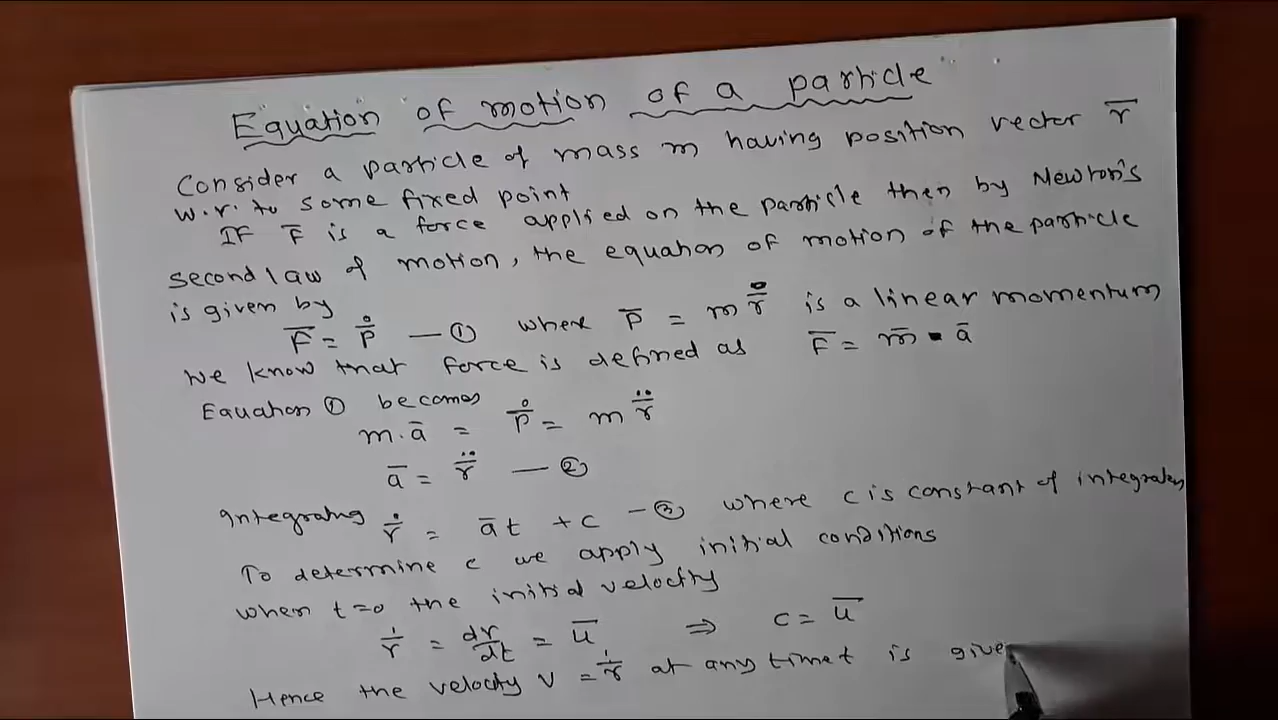 Equation of motion of a particle
Consider a particle of mass m having position vector r̅
w.r. to some fixed point
IF F̅ is a force applied on the particle then by Newton's
second law of motion, the equation of motion of the particle
is given by
F̅ = ṗ̅ — ① where P̅ = m ṙ̅ is a linear momentum
We know that force is defined as F̅ = m̅ . a̅
Equation ① becomes
m.a̅ = ṗ̅ = m r̈̅
a̅ = r̈̅ — ②
Integrating ṙ̅ = a̅t + c — ③ where c is constant of integration
To determine c we apply initial conditions
when t=0 the initial velocity
ṙ̅ = dr/dt = u̅ ⇒ c = u̅
Hence the velocity v = ṙ̅ at any time t is give